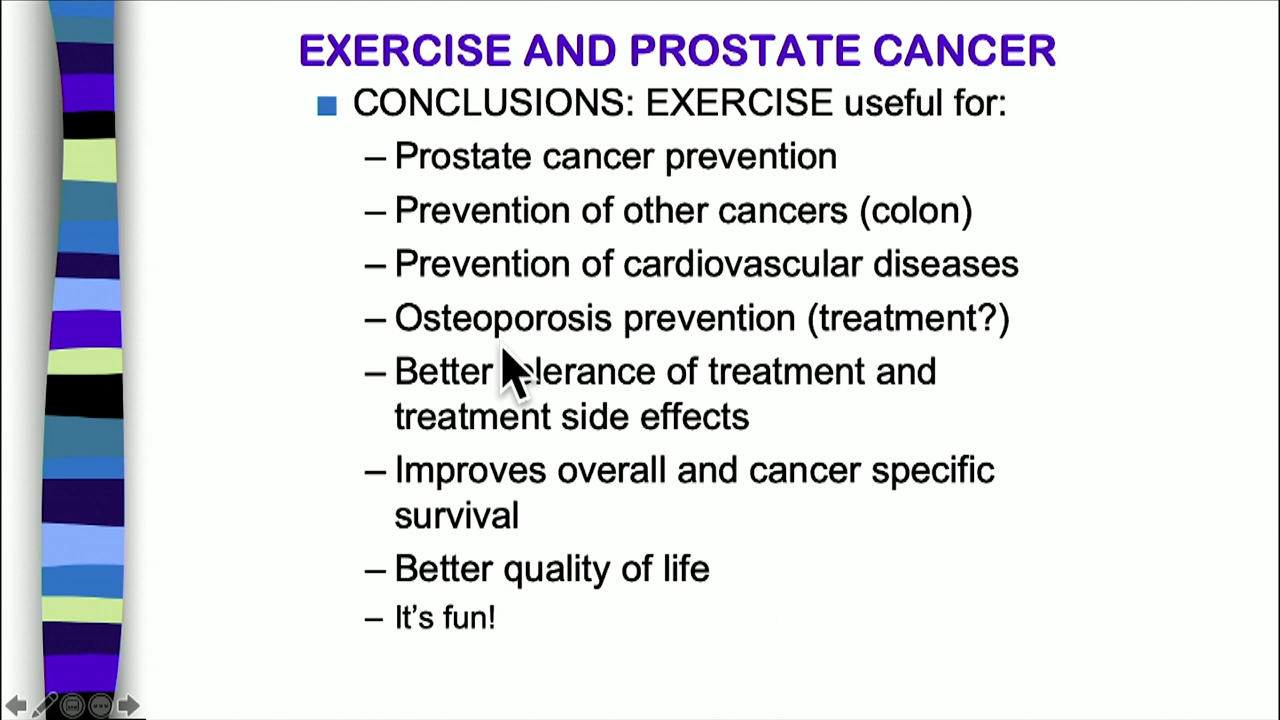 EXERCISE AND PROSTATE CANCER
CONCLUSIONS: EXERCISE useful for:
– Prostate cancer prevention
– Prevention of other cancers (colon)
– Prevention of cardiovascular diseases
– Osteoporosis prevention (treatment?)
– Better tolerance of treatment and
treatment side effects
– Improves overall and cancer specific
survival
– Better quality of life
– It's fun!